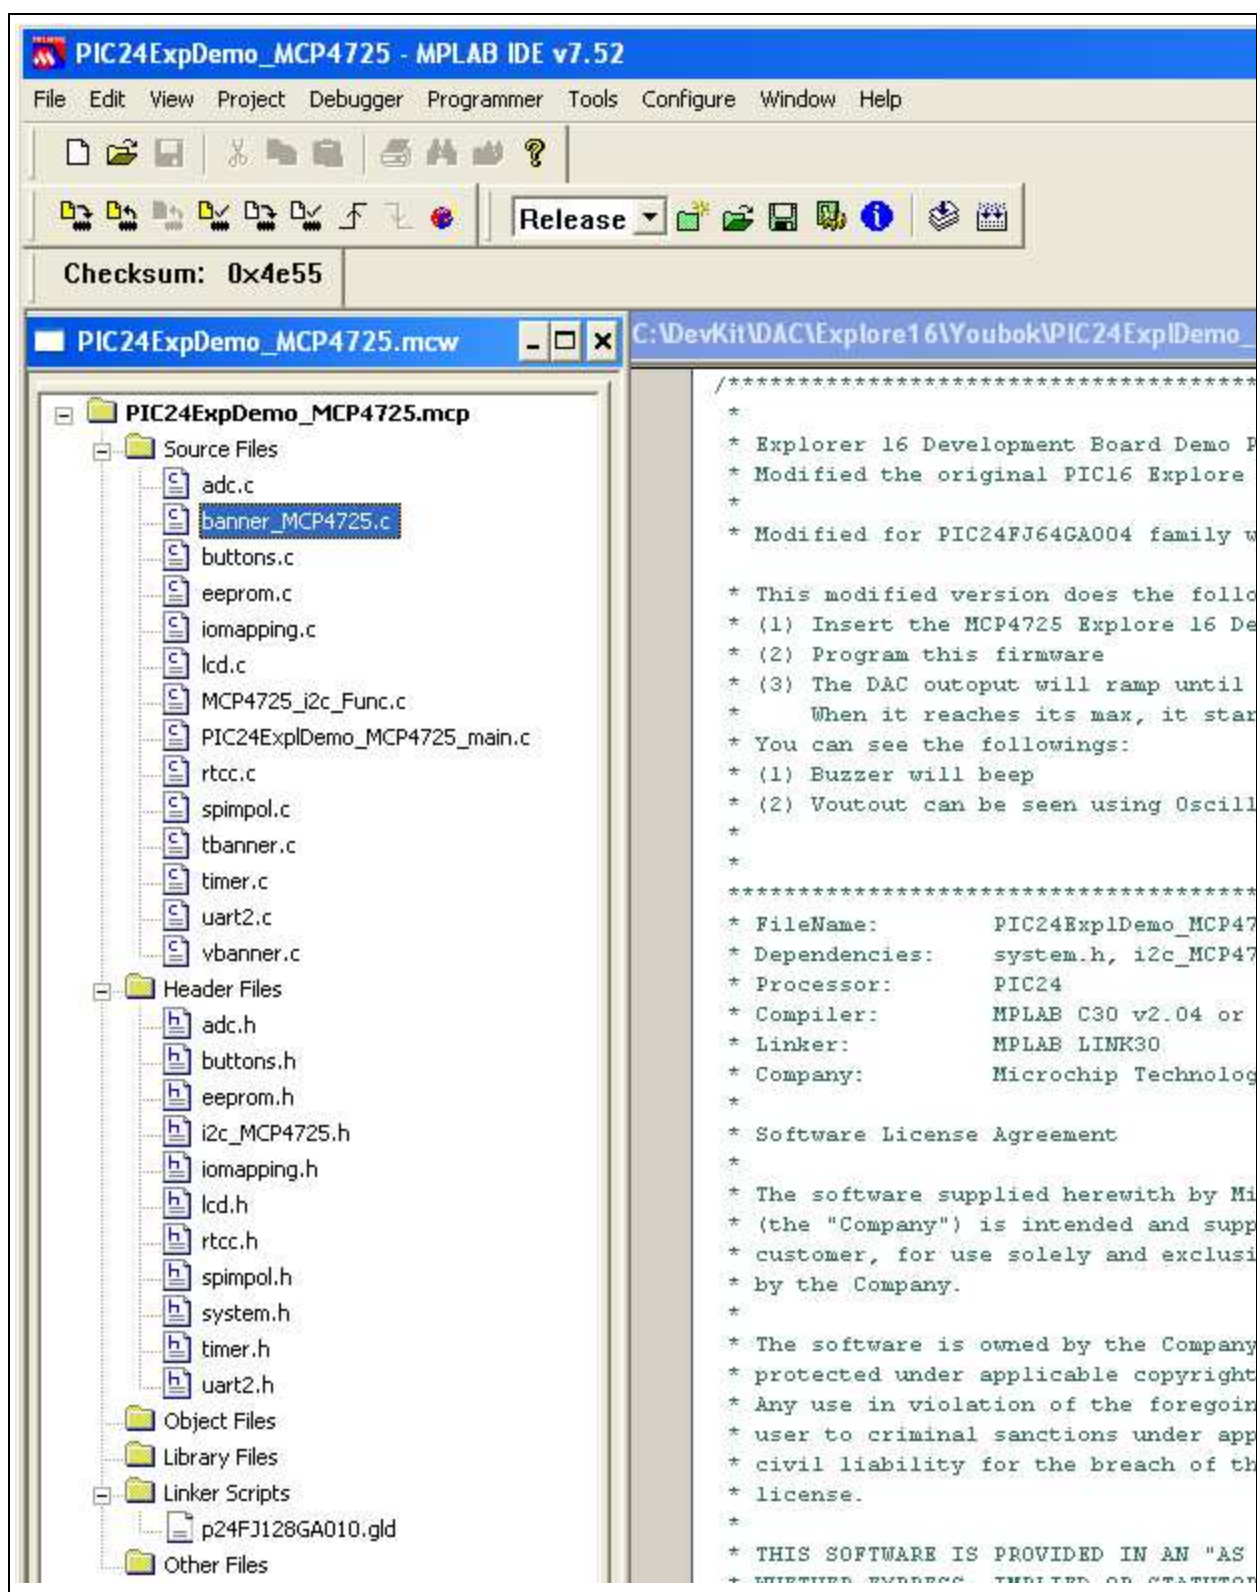 PIC24ExpDemo_MCP4725 - MPLAB IDE v7.52
File Edit View Project Debugger Programmer Tools Configure Window Help
Release
Checksum: 0x4e55
PIC24ExpDemo_MCP4725.mcw
PIC24ExpDemo_MCP4725.mcp
Source Files
adc.c
banner_MCP4725.c
buttons.c
eeprom.c
iomapping.c
lcd.c
MCP4725_i2c_Func.c
PIC24ExplDemo_MCP4725_main.c
rtcc.c
spimpol.c
tbanner.c
timer.c
uart2.c
vbanner.c
Header Files
adc.h
buttons.h
eeprom.h
i2c_MCP4725.h
iomapping.h
lcd.h
rtcc.h
spimpol.h
system.h
timer.h
uart2.h
Object Files
Library Files
Linker Scripts
p24FJ128GA010.gld
Other Files
C:\DevKit\DAC\Explore16\Youbok\PIC24ExplDemo_
/**************************************
*
* Explorer 16 Development Board Demo P
* Modified the original PIC16 Explore
*
* Modified for PIC24FJ64GA004 family w
* This modified version does the follo
* (1) Insert the MCP4725 Explore 16 De
* (2) Program this firmware
* (3) The DAC outoput will ramp until
* When it reaches its max, it star
* You can see the followings:
* (1) Buzzer will beep
* (2) Voutout can be seen using Oscill
*
*
**************************************
* FileName: PIC24ExplDemo_MCP47
* Dependencies: system.h, i2c_MCP47
* Processor: PIC24
* Compiler: MPLAB C30 v2.04 or
* Linker: MPLAB LINK30
* Company: Microchip Technolog
*
* Software License Agreement
*
* The software supplied herewith by Mi
* (the "Company") is intended and supp
* customer, for use solely and exclusi
* by the Company.
*
* The software is owned by the Company
* protected under applicable copyright
* Any use in violation of the foregoin
* user to criminal sanctions under app
* civil liability for the breach of th
* license.
*
* THIS SOFTWARE IS PROVIDED IN AN "AS
* WHETHER EXPRESS, IMPLIED OR STATUTOR